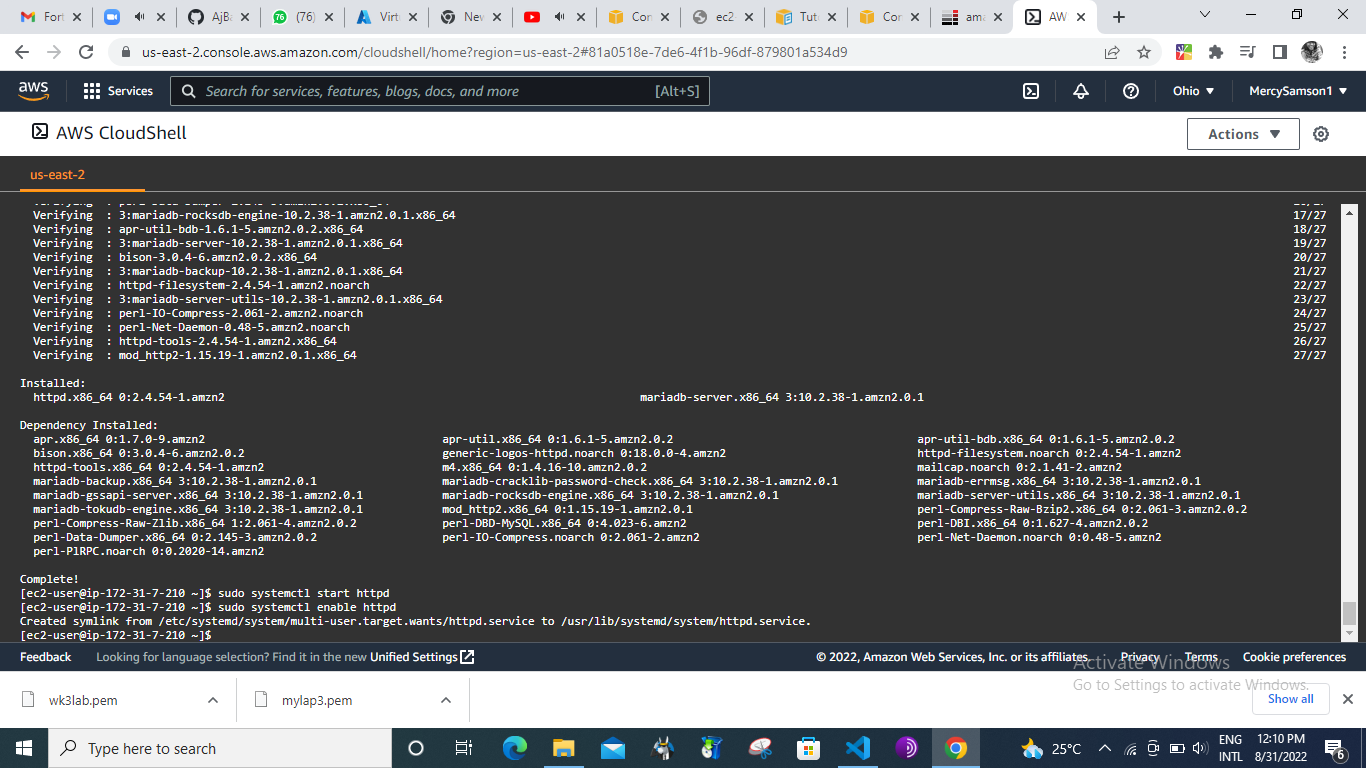 Fort
AjBa
(76)
Virtu
New
Con
ec2
Tuto
Con
ama
AW
us-east-2.console.aws.amazon.com/cloudshell/home?region=us-east-2#81a0518e-7de6-4f1b-96df-879801a534d9
aws
Services
Search for services, features, blogs, docs, and more
[Alt+S]
Ohio
MercySamson1
AWS CloudShell
Actions
us-east-2
Verifying : 3:mariadb-rocksdb-engine-10.2.38-1.amzn2.0.1.x86_64 17/27
Verifying : apr-util-bdb-1.6.1-5.amzn2.0.2.x86_64 18/27
Verifying : 3:mariadb-server-10.2.38-1.amzn2.0.1.x86_64 19/27
Verifying : bison-3.0.4-6.amzn2.0.2.x86_64 20/27
Verifying : 3:mariadb-backup-10.2.38-1.amzn2.0.1.x86_64 21/27
Verifying : httpd-filesystem-2.4.54-1.amzn2.noarch 22/27
Verifying : 3:mariadb-server-utils-10.2.38-1.amzn2.0.1.x86_64 23/27
Verifying : perl-IO-Compress-2.061-2.amzn2.noarch 24/27
Verifying : perl-Net-Daemon-0.48-5.amzn2.noarch 25/27
Verifying : httpd-tools-2.4.54-1.amzn2.x86_64 26/27
Verifying : mod_http2-1.15.19-1.amzn2.0.1.x86_64 27/27
Installed:
httpd.x86_64 0:2.4.54-1.amzn2 mariadb-server.x86_64 3:10.2.38-1.amzn2.0.1
Dependency Installed:
apr.x86_64 0:1.7.0-9.amzn2 apr-util.x86_64 0:1.6.1-5.amzn2.0.2 apr-util-bdb.x86_64 0:1.6.1-5.amzn2.0.2
bison.x86_64 0:3.0.4-6.amzn2.0.2 generic-logos-httpd.noarch 0:18.0.0-4.amzn2 httpd-filesystem.noarch 0:2.4.54-1.amzn2
httpd-tools.x86_64 0:2.4.54-1.amzn2 m4.x86_64 0:1.4.16-10.amzn2.0.2 mailcap.noarch 0:2.1.41-2.amzn2
mariadb-backup.x86_64 3:10.2.38-1.amzn2.0.1 mariadb-cracklib-password-check.x86_64 3:10.2.38-1.amzn2.0.1 mariadb-errmsg.x86_64 3:10.2.38-1.amzn2.0.1
mariadb-gssapi-server.x86_64 3:10.2.38-1.amzn2.0.1 mariadb-rocksdb-engine.x86_64 3:10.2.38-1.amzn2.0.1 mariadb-server-utils.x86_64 3:10.2.38-1.amzn2.0.1
mariadb-tokudb-engine.x86_64 3:10.2.38-1.amzn2.0.1 mod_http2.x86_64 0:1.15.19-1.amzn2.0.1 perl-Compress-Raw-Bzip2.x86_64 0:2.061-3.amzn2.0.2
perl-Compress-Raw-Zlib.x86_64 1:2.061-4.amzn2.0.2 perl-DBD-MySQL.x86_64 0:4.023-6.amzn2 perl-DBI.x86_64 0:1.627-4.amzn2.0.2
perl-Data-Dumper.x86_64 0:2.145-3.amzn2.0.2 perl-IO-Compress.noarch 0:2.061-2.amzn2 perl-Net-Daemon.noarch 0:0.48-5.amzn2
perl-PlRPC.noarch 0:0.2020-14.amzn2
Complete!
[ec2-user@ip-172-31-7-210 ~]$ sudo systemctl start httpd
[ec2-user@ip-172-31-7-210 ~]$ sudo systemctl enable httpd
Created symlink from /etc/systemd/system/multi-user.target.wants/httpd.service to /usr/lib/systemd/system/httpd.service.
[ec2-user@ip-172-31-7-210 ~]$
Feedback Looking for language selection? Find it in the new Unified Settings © 2022, Amazon Web Services, Inc. or its affiliates. Privacy Terms Cookie preferences
Activate Windows
Go to Settings to activate Windows.
wk3lab.pem
mylap3.pem
Show all
Type here to search
25°C
ENG
INTL
12:10 PM
8/31/2022
6